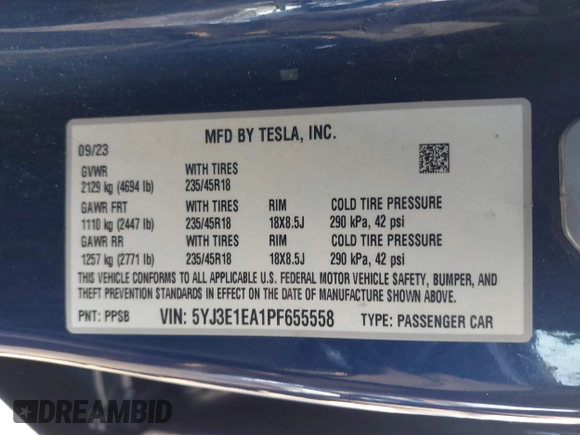 MFD BY TESLA, INC.
09/23
GVWR WITH TIRES
2129 kg (4694 lb) 235/45R18
GAWR FRT WITH TIRES RIM COLD TIRE PRESSURE
1110 kg (2447 lb) 235/45R18 18X8.5J 290 kPa, 42 psi
GAWR RR WITH TIRES RIM COLD TIRE PRESSURE
1257 kg (2771 lb) 235/45R18 18X8.5J 290 kPa, 42 psi
THIS VEHICLE CONFORMS TO ALL APPLICABLE U.S. FEDERAL MOTOR VEHICLE SAFETY, BUMPER, AND
THEFT PREVENTION STANDARDS IN EFFECT ON THE DATE OF MANUFACTURE SHOWN ABOVE.
PNT: PPSB VIN: 5YJ3E1EA1PF655558 TYPE: PASSENGER CAR
DREAMBID